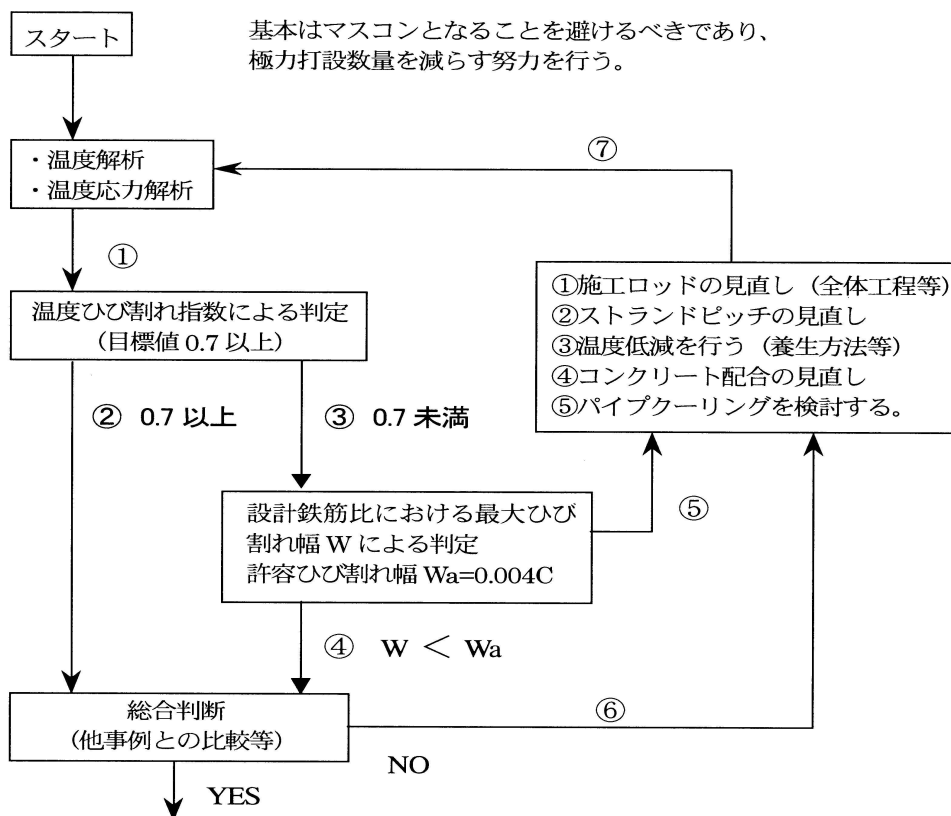 スタート
基本はマスコンとなることを避けるべきであり、
極力打設数量を減らす努力を行う。
・温度解析
・温度応力解析
⑦
①
温度ひび割れ指数による判定
(目標値 0.7 以上)
①施工ロッドの見直し (全体工程等)
②ストランドピッチの見直し
③温度低減を行う (養生方法等)
④コンクリート配合の見直し
⑤パイプクーリングを検討する。
② 0.7 以上
③ 0.7 未満
設計鉄筋比における最大ひび
割れ幅 W による判定
許容ひび割れ幅 Wa=0.004C
⑤
④ W < Wa
総合判断
(他事例との比較等)
⑥
NO
YES